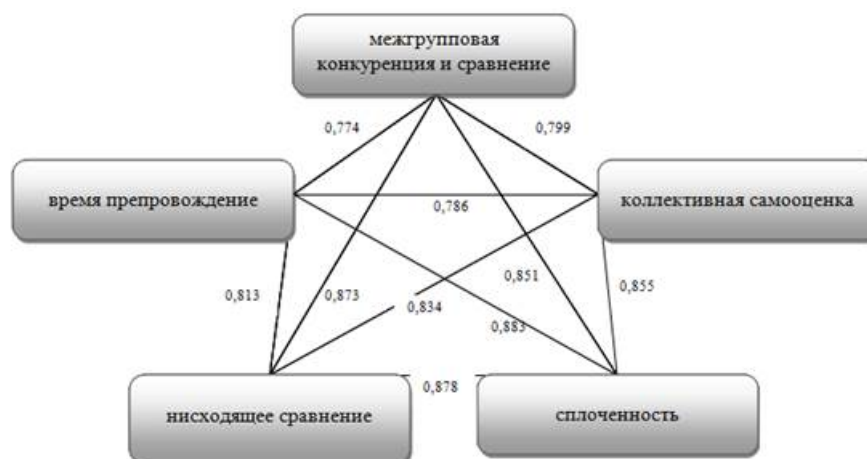 межгрупповая
конкуренция и сравнение
0,774
0,799
время препровождение
коллективная самооценка
0,786
0,813
0,873
0,834
0,851
0,883
0,855
0,878
нисходящее сравнение
сплоченность